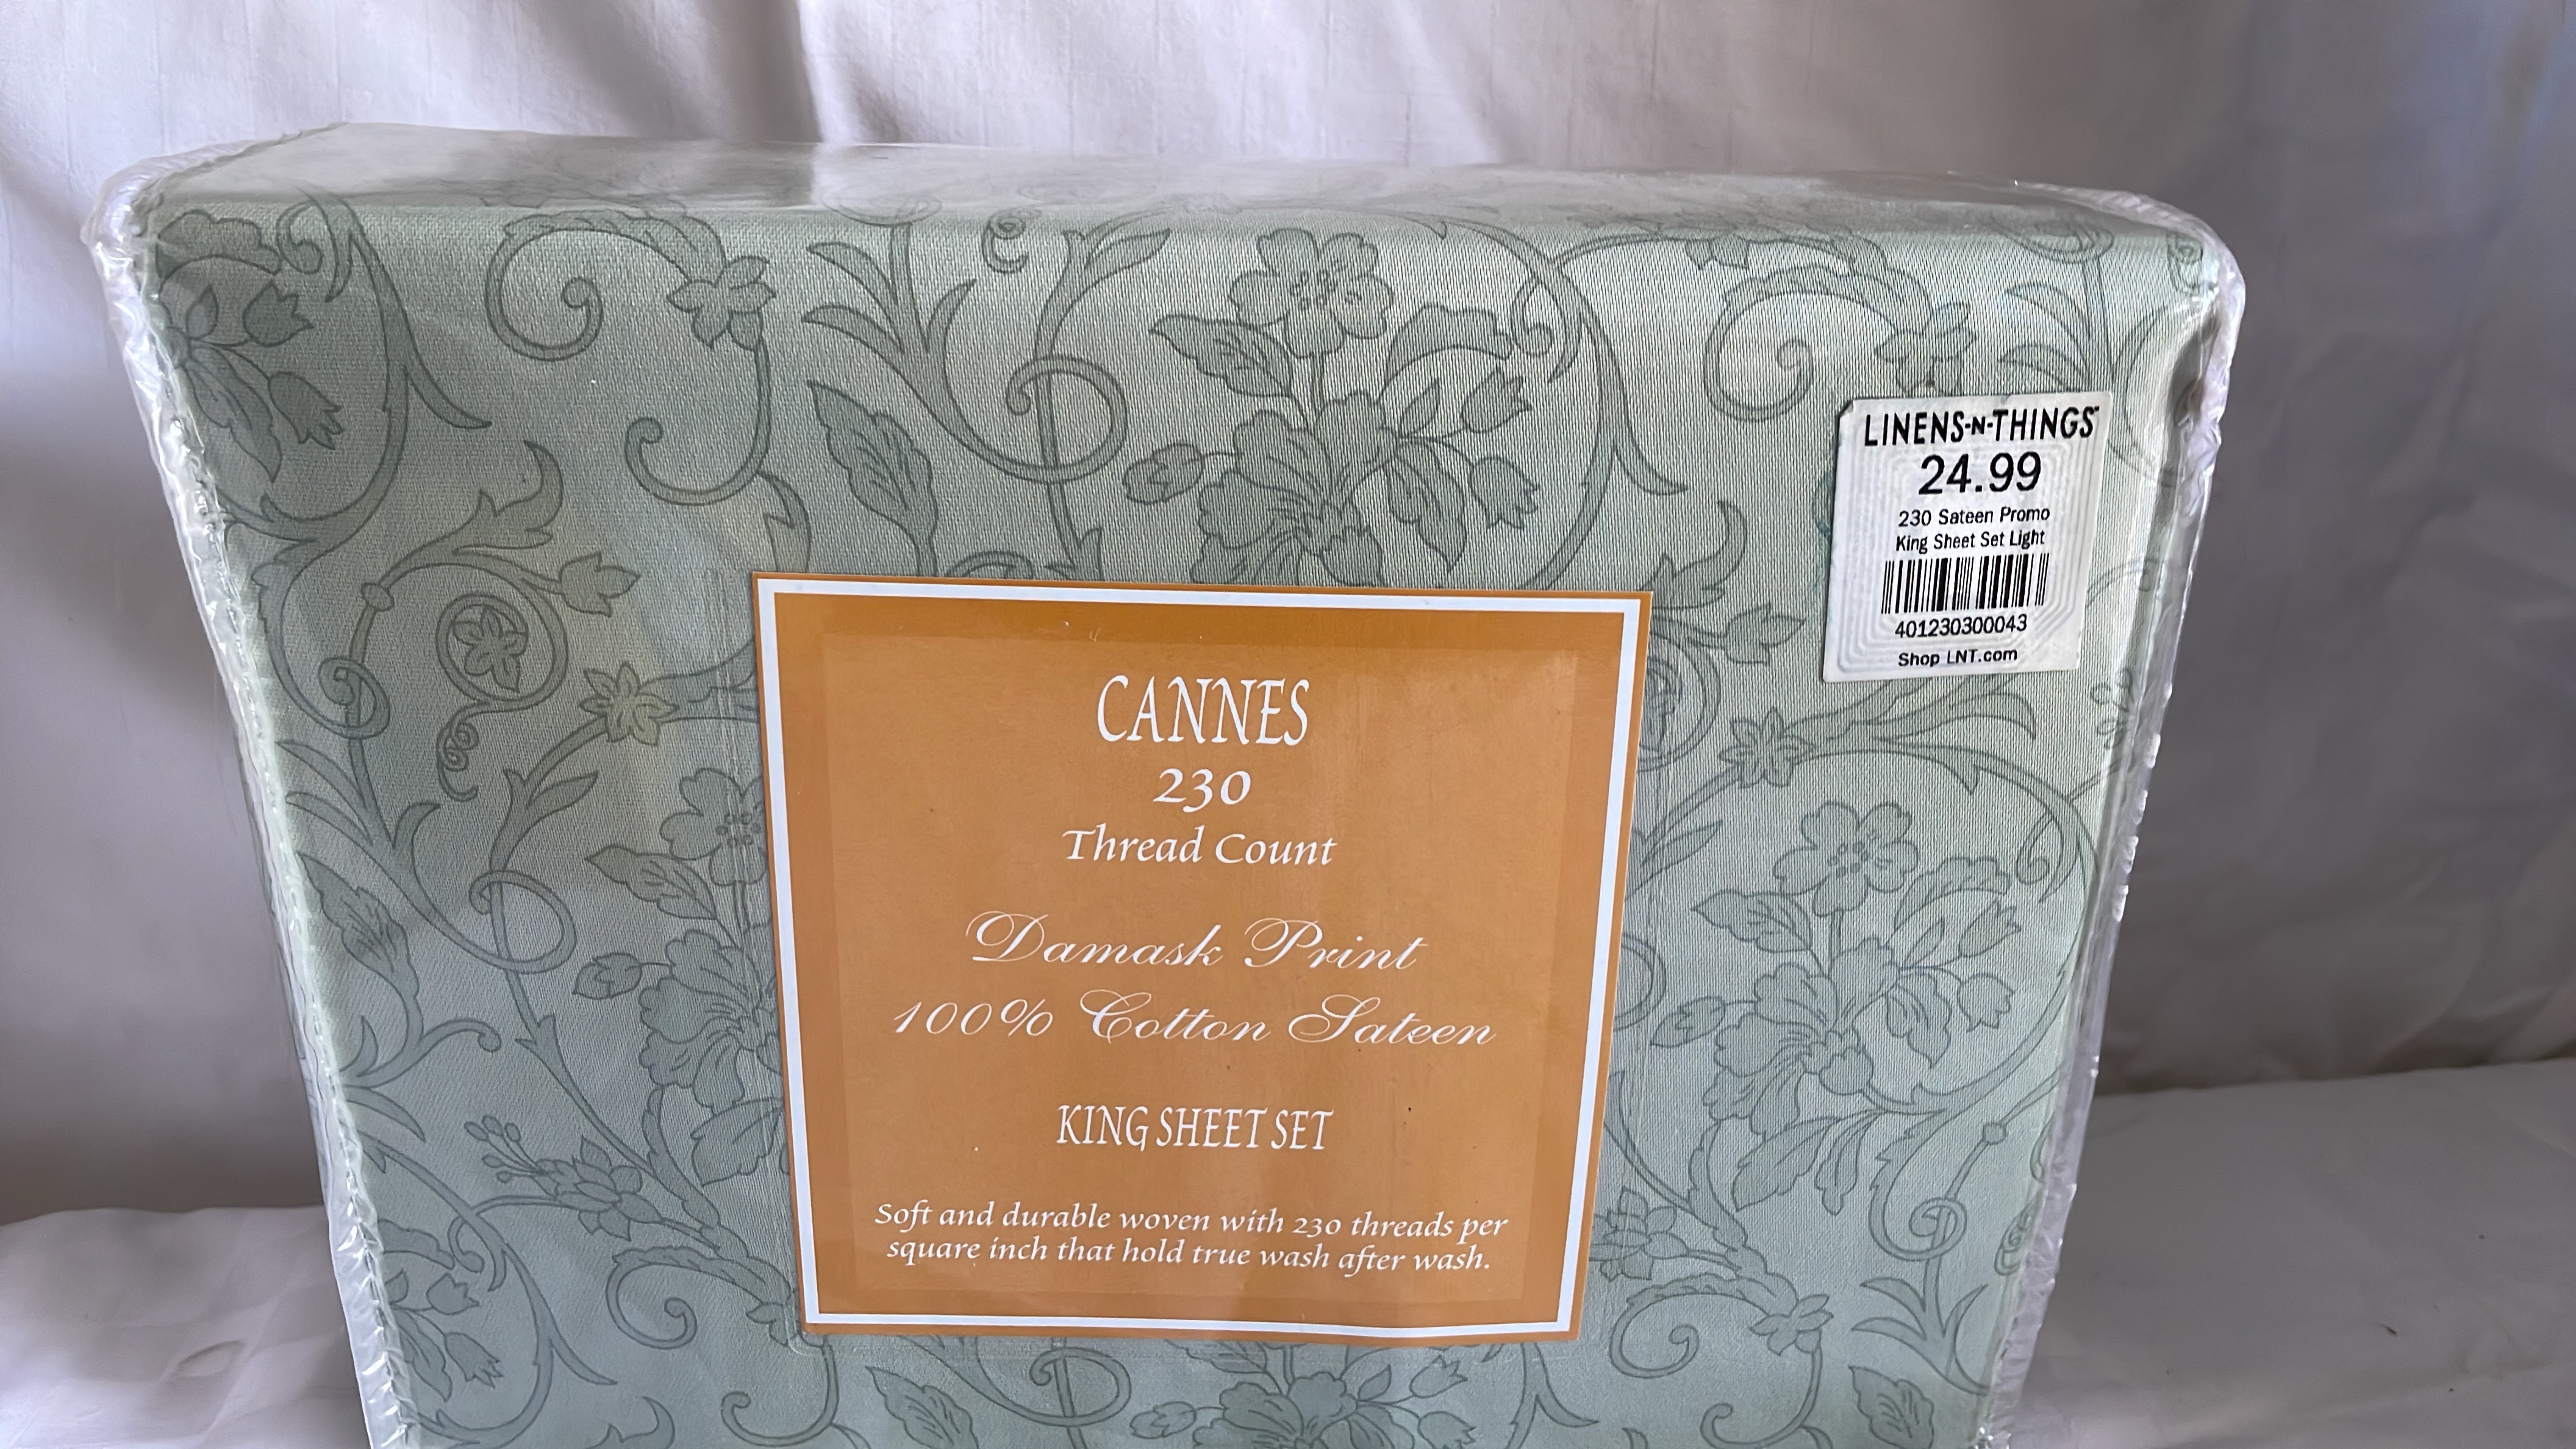 LINENS-N-THINGS
24.99
230 Sateen Promo
King Sheet Set Light
401230300043
Shop LNT.com
CANNES
230
Thread Count
Damask Print
100% Cotton Sateen
KING SHEET SET
Soft and durable woven with 230 threads per
square inch that hold true wash after wash.